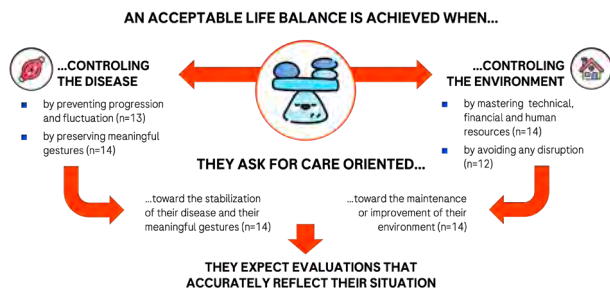 AN ACCEPTABLE LIFE BALANCE IS ACHIEVED WHEN...
...CONTROLING
THE DISEASE
by preventing progression
and fluctuation (n=13)
by preserving meaningful
gestures (n=14)
...CONTROLING
THE ENVIRONMENT
by mastering technical,
financial and human
resources (n=14)
by avoiding any disruption
(n=12)
THEY ASK FOR CARE ORIENTED...
...toward the stabilization
of their disease and their
meaningful gestures (n=14)
...toward the maintenance
or improvement of their
environment (n=14)
THEY EXPECT EVALUATIONS THAT
ACCURATELY REFLECT THEIR SITUATION